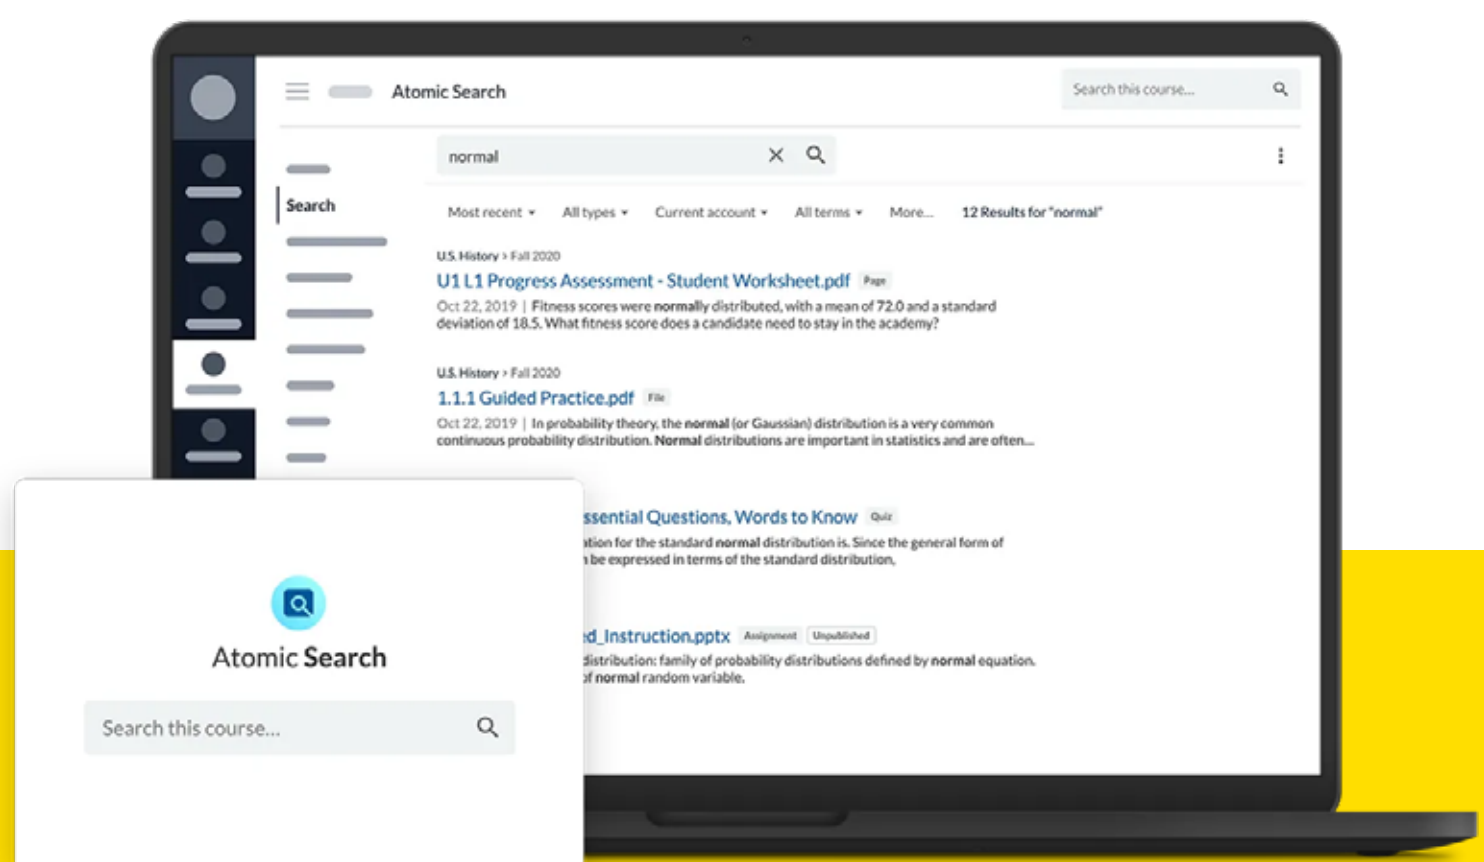 Atomic Search
Search this course...
normal
Search
Most recent All types Current account All terms More... 12 Results for "normal"
U.S. History > Fall 2020
U1 L1 Progress Assessment - Student Worksheet.pdf Page
Oct 22, 2019 | Fitness scores were normally distributed, with a mean of 72.0 and a standard
deviation of 18.5. What fitness score does a candidate need to stay in the academy?
U.S. History > Fall 2020
1.1.1 Guided Practice.pdf File
Oct 22, 2019 | In probability theory, the normal (or Gaussian) distribution is a very common
continuous probability distribution. Normal distributions are important in statistics and are often...
ssential Questions, Words to Know Quiz
ation for the standard normal distribution is. Since the general form of
be expressed in terms of the standard distribution,
ed_Instruction.pptx Assignment Unpublished
distribution: family of probability distributions defined by normal equation.
of normal random variable.
Atomic Search
Search this course...